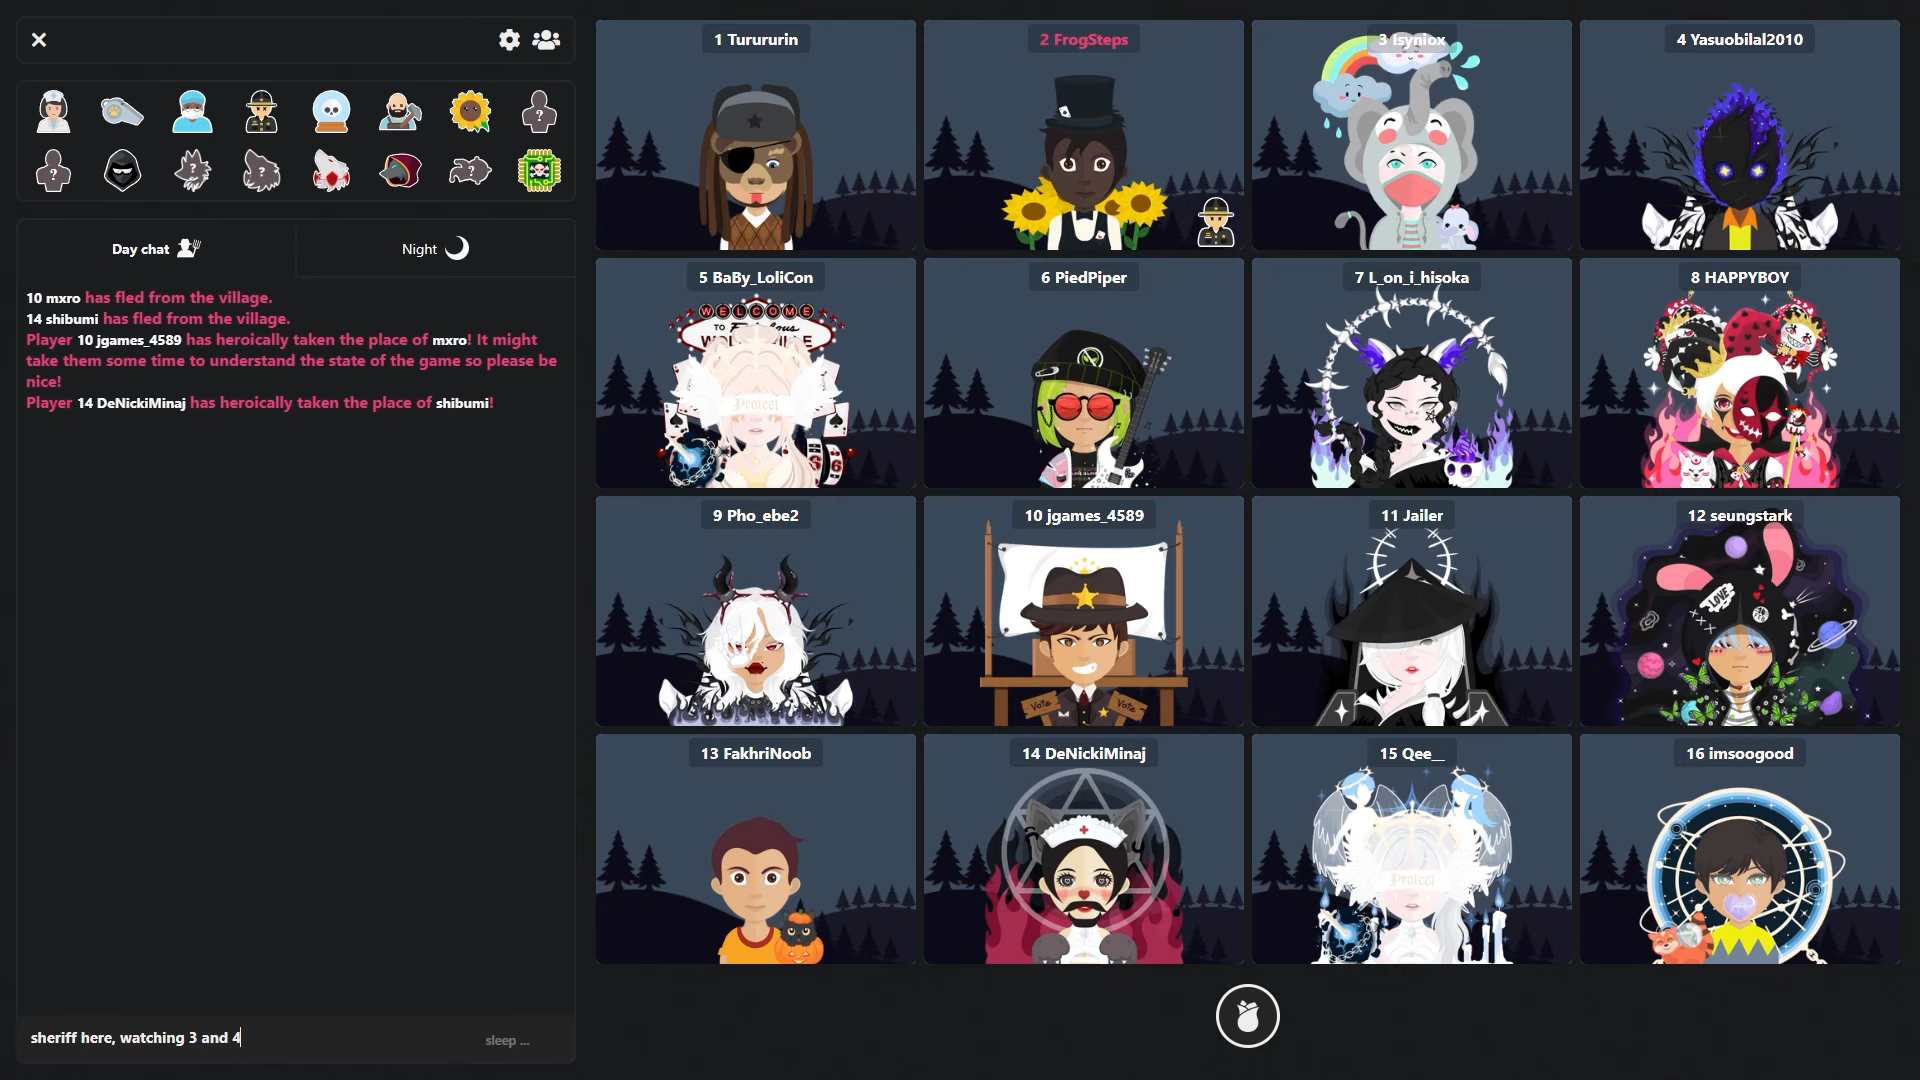 1 Turururin
2 FrogSteps
3 Isyniox
4 Yasuobilal2010
Day chat
Night
10 mxro has fled from the village.
14 shibumi has fled from the village.
Player 10 jgames_4589 has heroically taken the place of mxro! It might
take them some time to understand the state of the game so please be
nice!
Player 14 DeNickiMinaj has heroically taken the place of shibumi!
5 BaBy_LoliCon
WELCOME
TO Fabulous
Protect
6 PiedPiper
7 L_on_i_hisoka
8 HAPPYBOY
9 Pho_ebe2
10 jgames_4589
Vote
Vote
11 Jailer
12 seungstark
LOVE
13 FakhriNoob
14 DeNickiMinaj
15 Qee__
Protect
16 imsoogood
sheriff here, watching 3 and 4
sleep ...